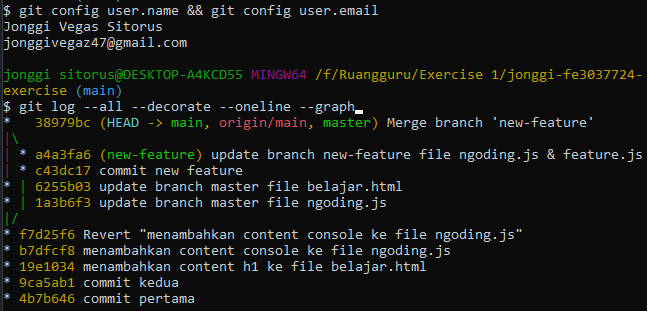 $ git config user.name && git config user.email
Jonggi Vegas Sitorus
jonggivegaz47@gmail.com
jonggi sitorus@DESKTOP-A4KCD55 MINGW64 /f/Ruangguru/Exercise 1/jonggi-fe3037724-
exercise (main)
$ git log --all --decorate --oneline --graph
*   38979bc (HEAD -> main, origin/main, master) Merge branch 'new-feature'
|\
| * a4a3fa6 (new-feature) update branch new-feature file ngoding.js & feature.js
| * c43dc17 commit new feature
* | 6255b03 update branch master file belajar.html
* | 1a3b6f3 update branch master file ngoding.js
|/
* f7d25f6 Revert "menambahkan content console ke file ngoding.js"
* b7dfcf8 menambahkan content console ke file ngoding.js
* 19e1034 menambahkan content h1 ke file belajar.html
* 9ca5ab1 commit kedua
* 4b7b646 commit pertama